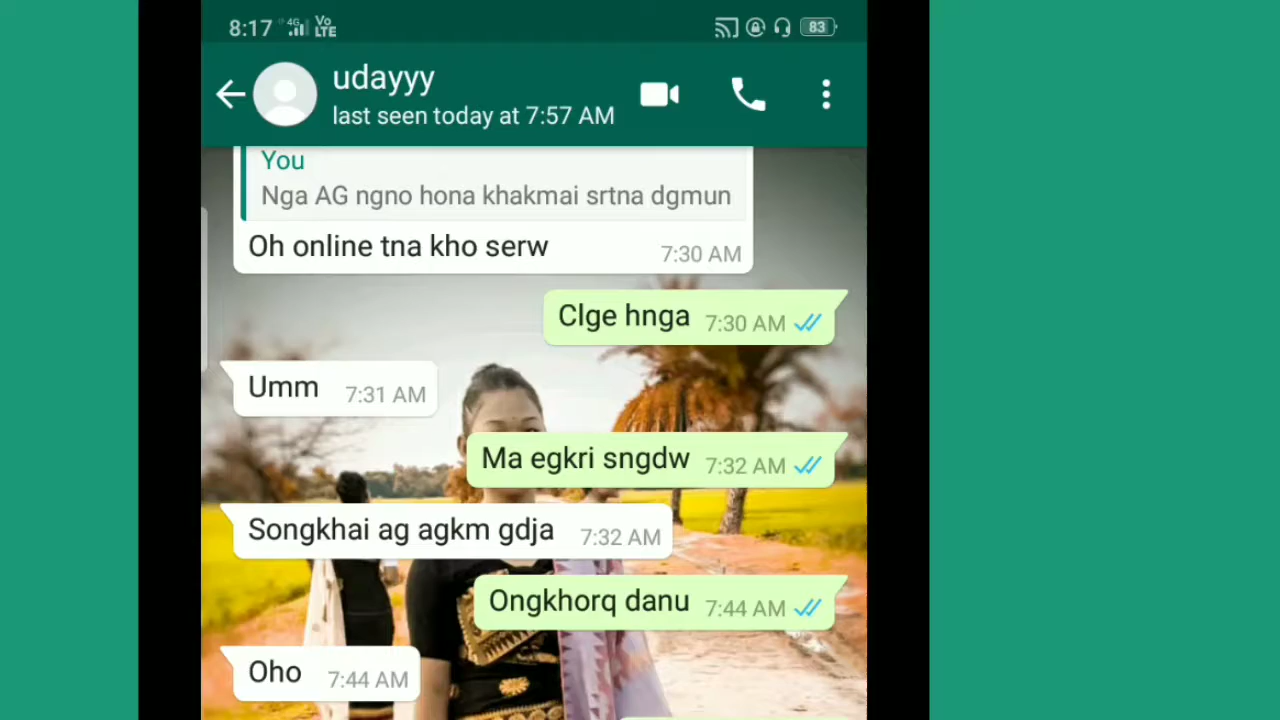 8:17 4G Vo LTE 83
udayyy
last seen today at 7:57 AM
You
Nga AG ngno hona khakmai srtna dgmun
Oh online tna kho serw 7:30 AM
Clge hnga 7:30 AM
Umm 7:31 AM
Ma egkri sngdw 7:32 AM
Songkhai ag agkm gdja 7:32 AM
Ongkhorq danu 7:44 AM
Oho 7:44 AM